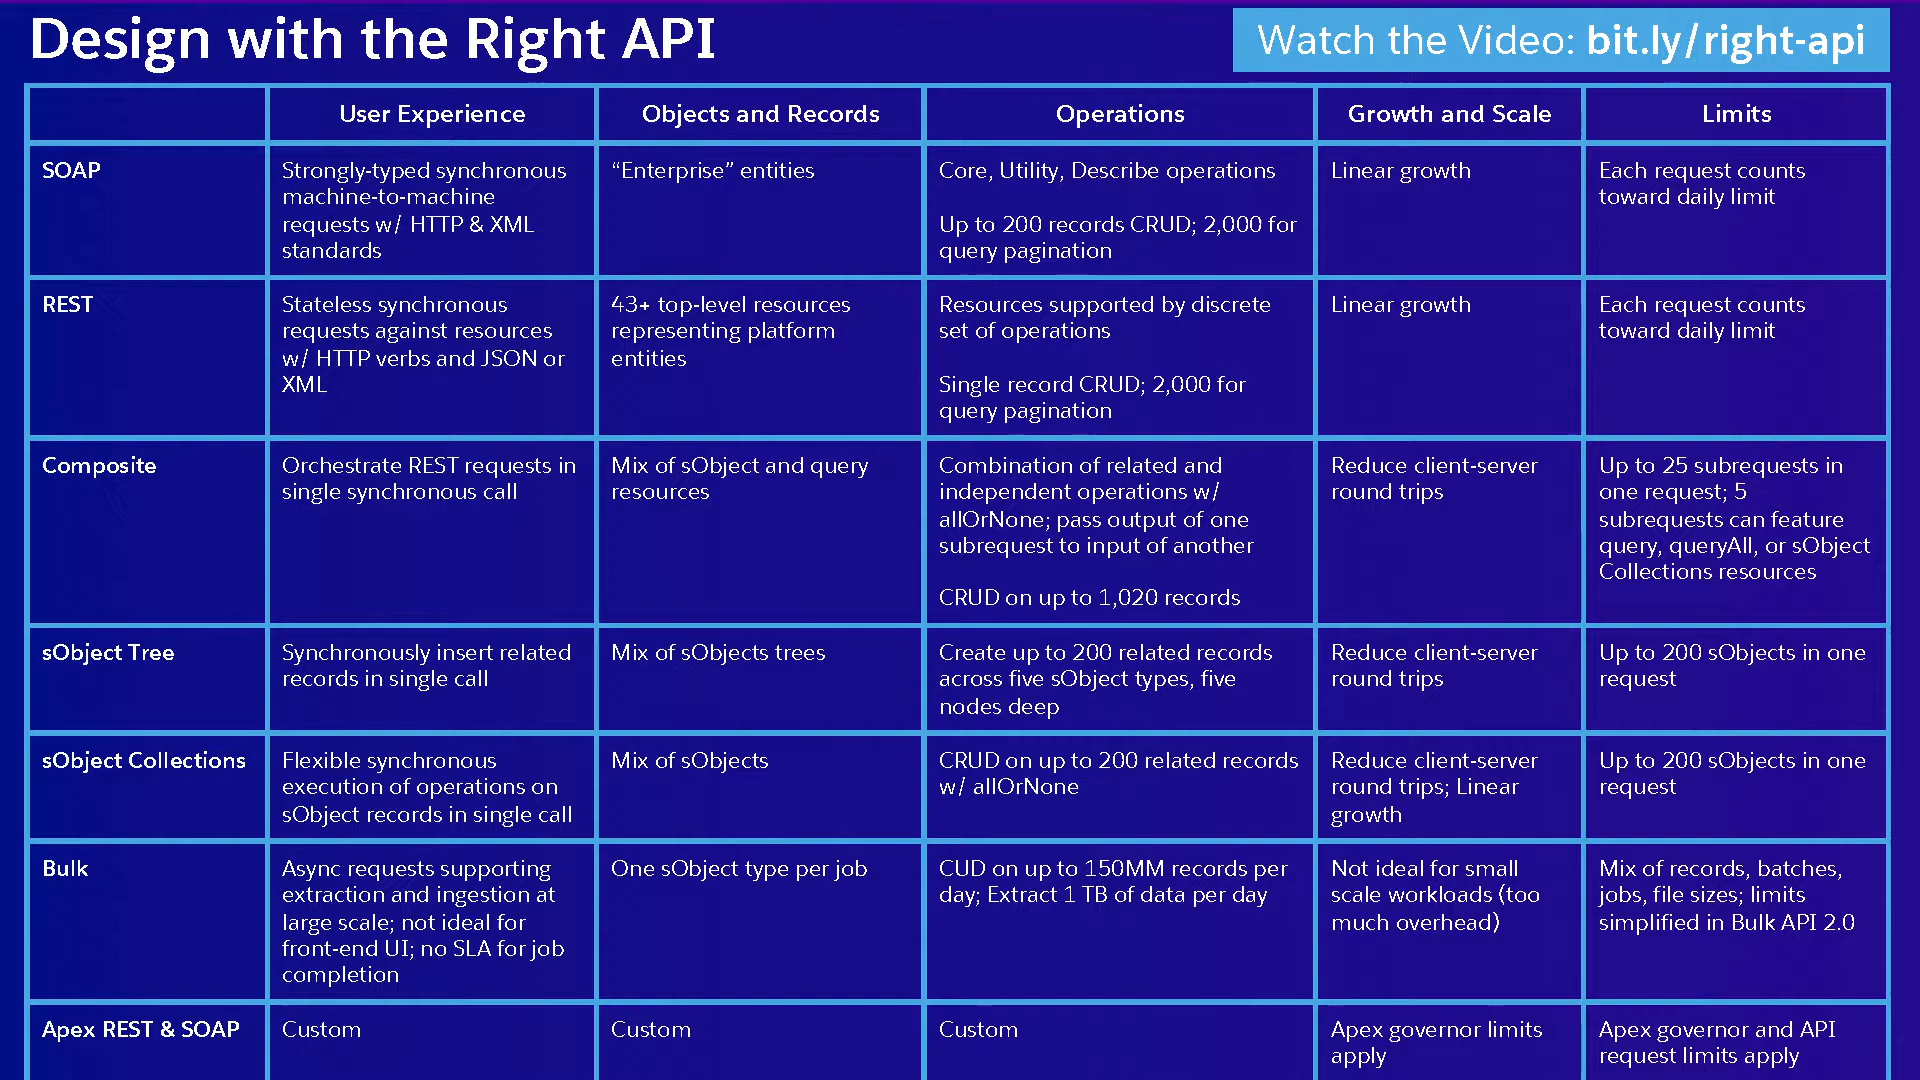 Design with the Right API
Watch the Video: bit.ly/right-api
User Experience
Objects and Records
Operations
Growth and Scale
Limits
SOAP
Strongly-typed synchronous
machine-to-machine
requests w/ HTTP & XML
standards
“Enterprise” entities
Core, Utility, Describe operations
Up to 200 records CRUD; 2,000 for
query pagination
Linear growth
Each request counts
toward daily limit
REST
Stateless synchronous
requests against resources
w/ HTTP verbs and JSON or
XML
43+ top-level resources
representing platform
entities
Resources supported by discrete
set of operations
Single record CRUD; 2,000 for
query pagination
Linear growth
Each request counts
toward daily limit
Composite
Orchestrate REST requests in
single synchronous call
Mix of sObject and query
resources
Combination of related and
independent operations w/
allOrNone; pass output of one
subrequest to input of another
CRUD on up to 1,020 records
Reduce client-server
round trips
Up to 25 subrequests in
one request; 5
subrequests can feature
query, queryAll, or sObject
Collections resources
sObject Tree
Synchronously insert related
records in single call
Mix of sObjects trees
Create up to 200 related records
across five sObject types, five
nodes deep
Reduce client-server
round trips
Up to 200 sObjects in one
request
sObject Collections
Flexible synchronous
execution of operations on
sObject records in single call
Mix of sObjects
CRUD on up to 200 related records
w/ allOrNone
Reduce client-server
round trips; Linear
growth
Up to 200 sObjects in one
request
Bulk
Async requests supporting
extraction and ingestion at
large scale; not ideal for
front-end UI; no SLA for job
completion
One sObject type per job
CUD on up to 150MM records per
day; Extract 1 TB of data per day
Not ideal for small
scale workloads (too
much overhead)
Mix of records, batches,
jobs, file sizes; limits
simplified in Bulk API 2.0
Apex REST & SOAP
Custom
Custom
Custom
Apex governor limits
apply
Apex governor and API
request limits apply